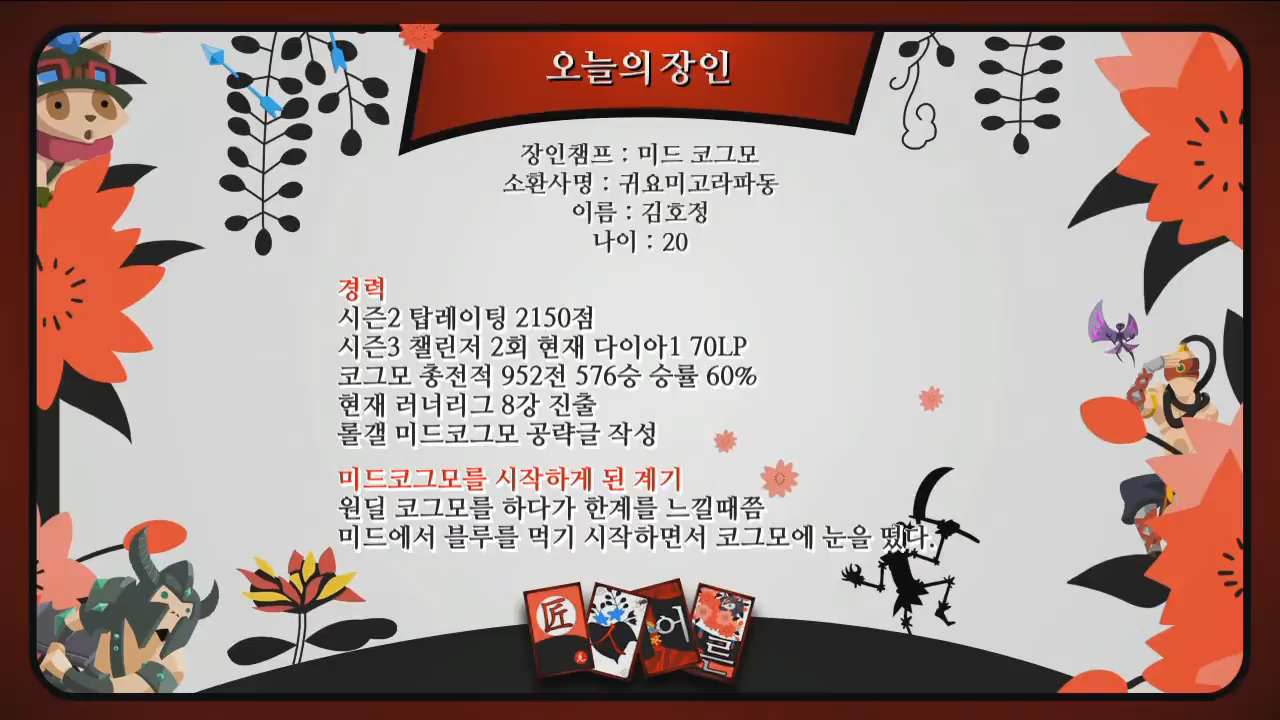 오늘의 장인
장인챔프 : 미드 코그모
소환사명 : 귀요미고라파동
이름 : 김호정
나이 : 20
경력
시즌2 탑레이팅 2150점
시즌3 챌린저 2회 현재 다이아1 70LP
코그모 총전적 952전 576승 승률 60%
현재 러너리그 8강 진출
롤갤 미드코그모 공략글 작성
미드코그모를 시작하게 된 계기
원딜 코그모를 하다가 한계를 느낄때쯤
미드에서 블루를 먹기 시작하면서 코그모에 눈을 떴다.
匠 人 어 른